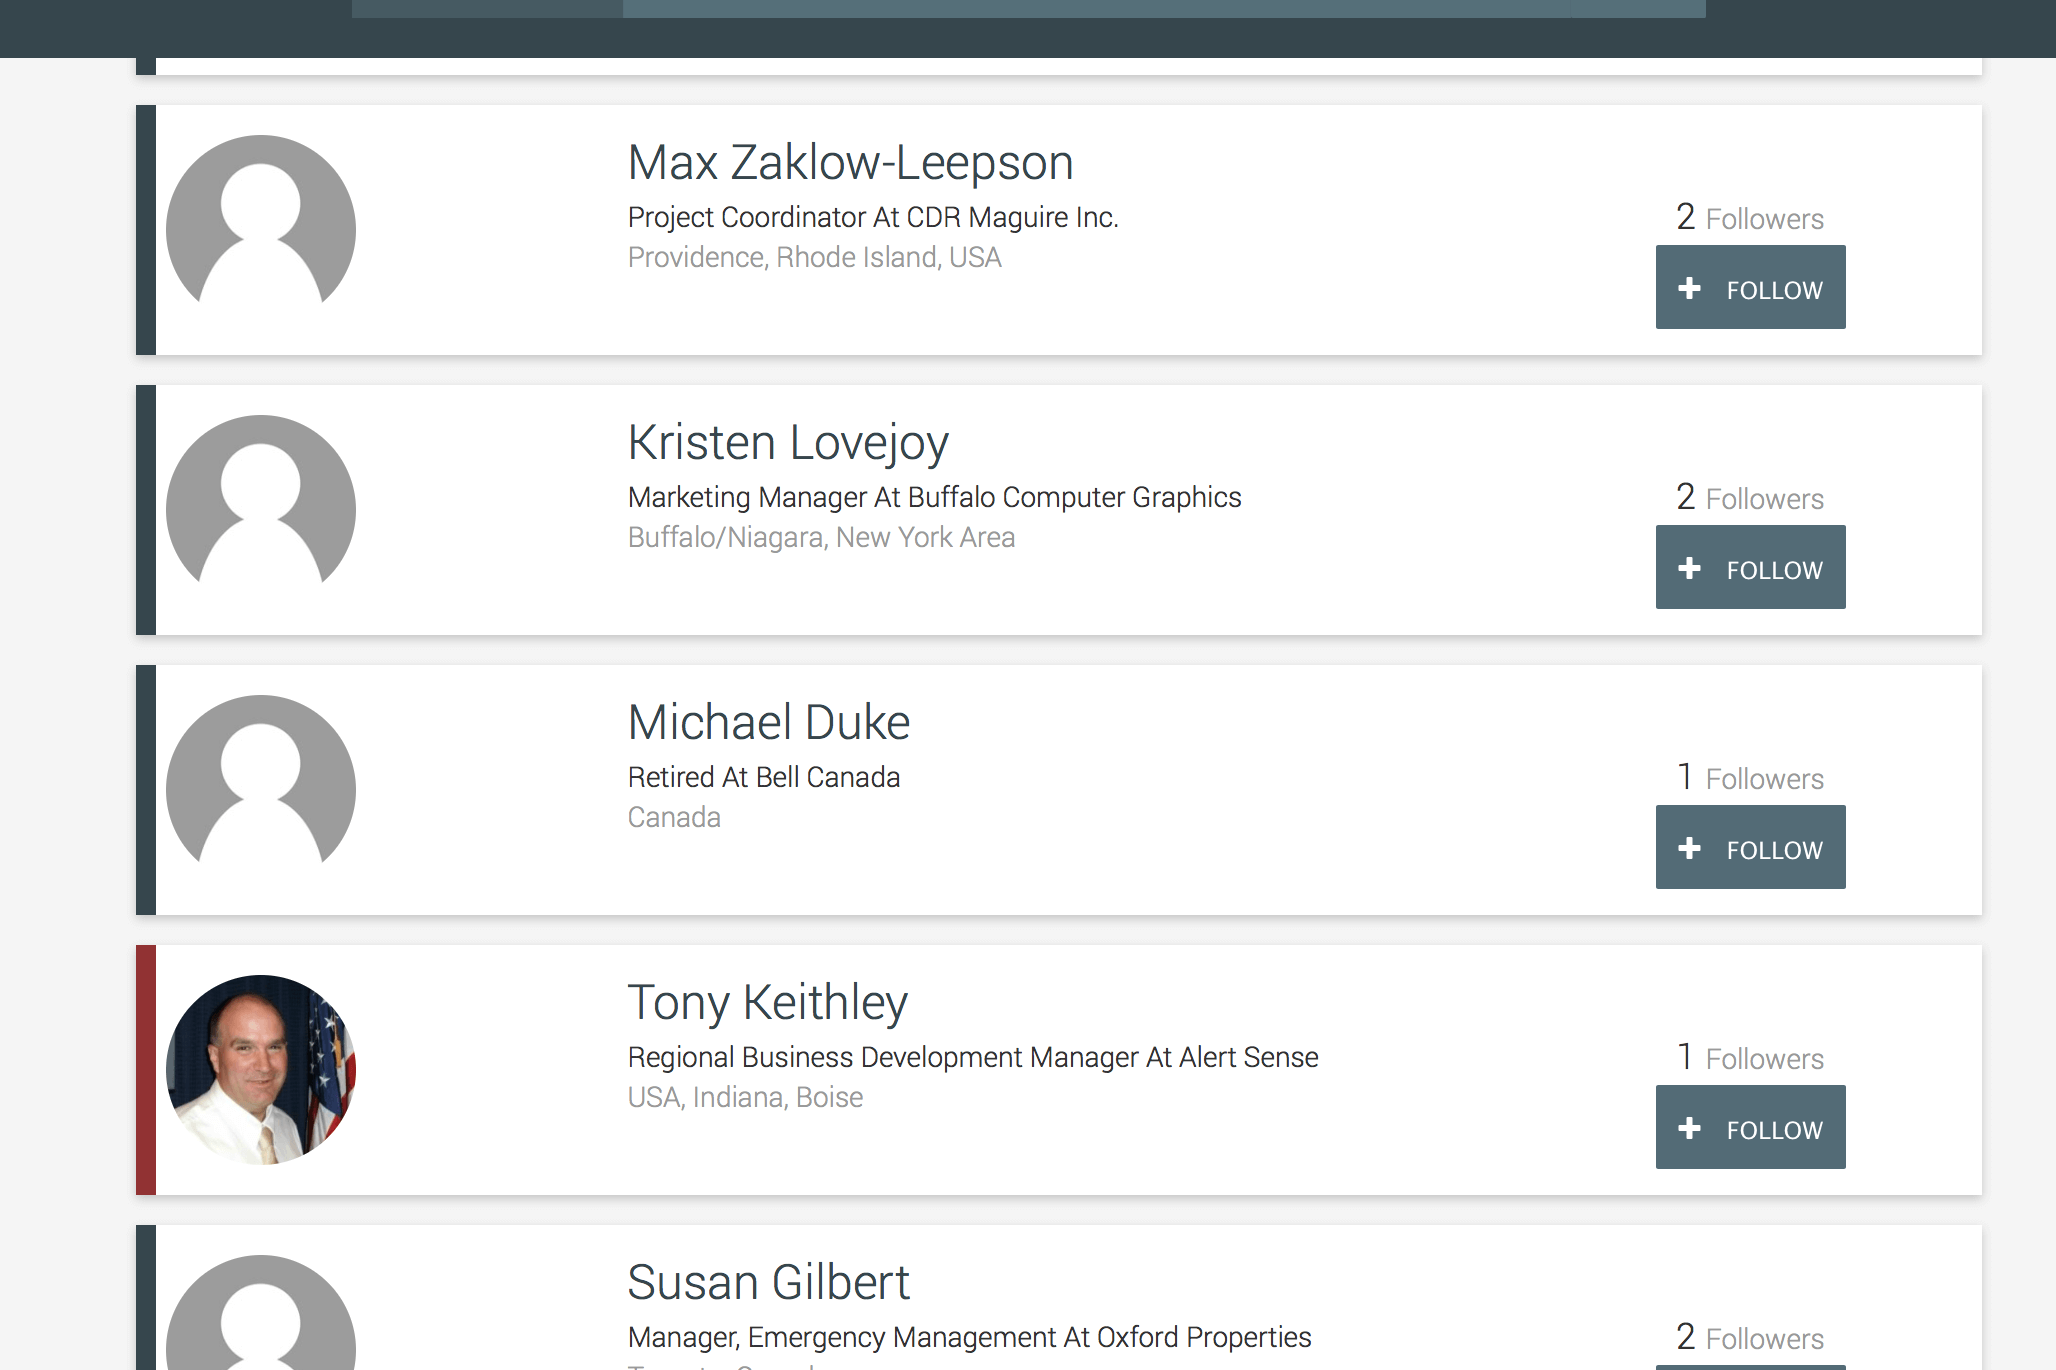 Max Zaklow-Leepson
Project Coordinator At CDR Maguire Inc.
Providence, Rhode Island, USA
2 Followers
FOLLOW
Kristen Lovejoy
Marketing Manager At Buffalo Computer Graphics
Buffalo/Niagara, New York Area
2 Followers
FOLLOW
Michael Duke
Retired At Bell Canada
Canada
1 Followers
FOLLOW
Tony Keithley
Regional Business Development Manager At Alert Sense
USA, Indiana, Boise
1 Followers
FOLLOW
Susan Gilbert
Manager, Emergency Management At Oxford Properties
2 Followers